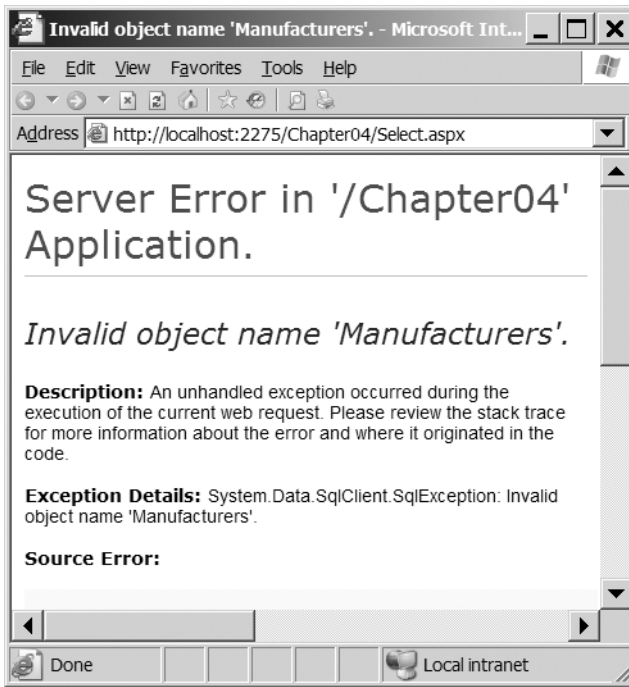 Invalid object name 'Manufacturers'. - Microsoft Int...
File Edit View Favorites Tools Help
Address http://localhost:2275/Chapter04/Select.aspx
Server Error in '/Chapter04'
Application.
Invalid object name 'Manufacturers'.
Description: An unhandled exception occurred during the
execution of the current web request. Please review the stack trace
for more information about the error and where it originated in the
code.
Exception Details: System.Data.SqlClient.SqlException: Invalid
object name 'Manufacturers'.
Source Error:
Done Local intranet